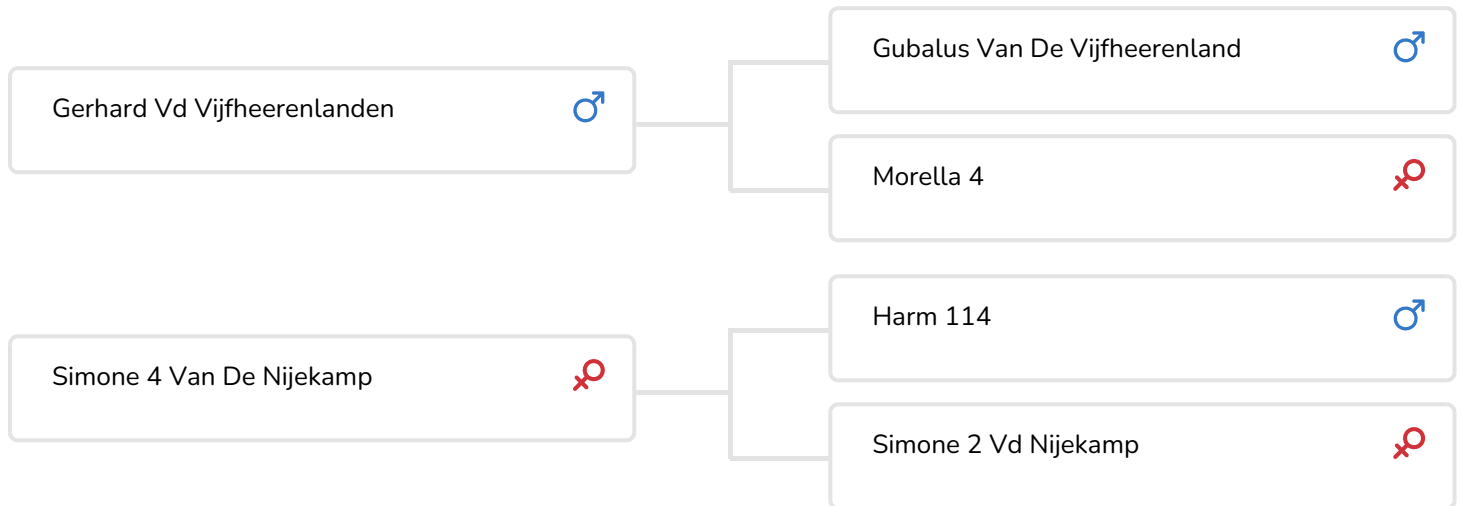 Gubalus Van De Vijfheerenland
Gerhard Vd Vijfheerenlanden
Morella 4
Harm 114
Simone 4 Van De Nijekamp
Simone 2 Vd Nijekamp